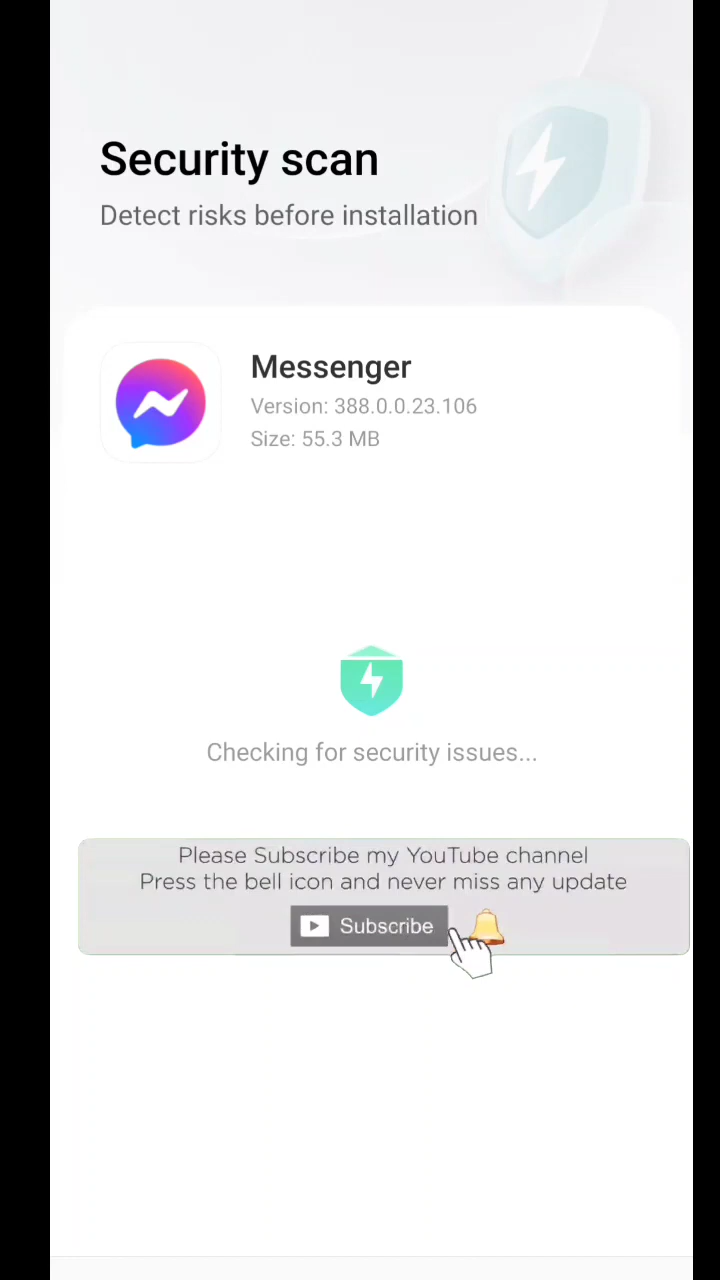 Security scan
Detect risks before installation
Messenger
Version: 388.0.0.23.106
Size: 55.3 MB
Checking for security issues...
Please Subscribe my YouTube channel
Press the bell icon and never miss any update
Subscribe